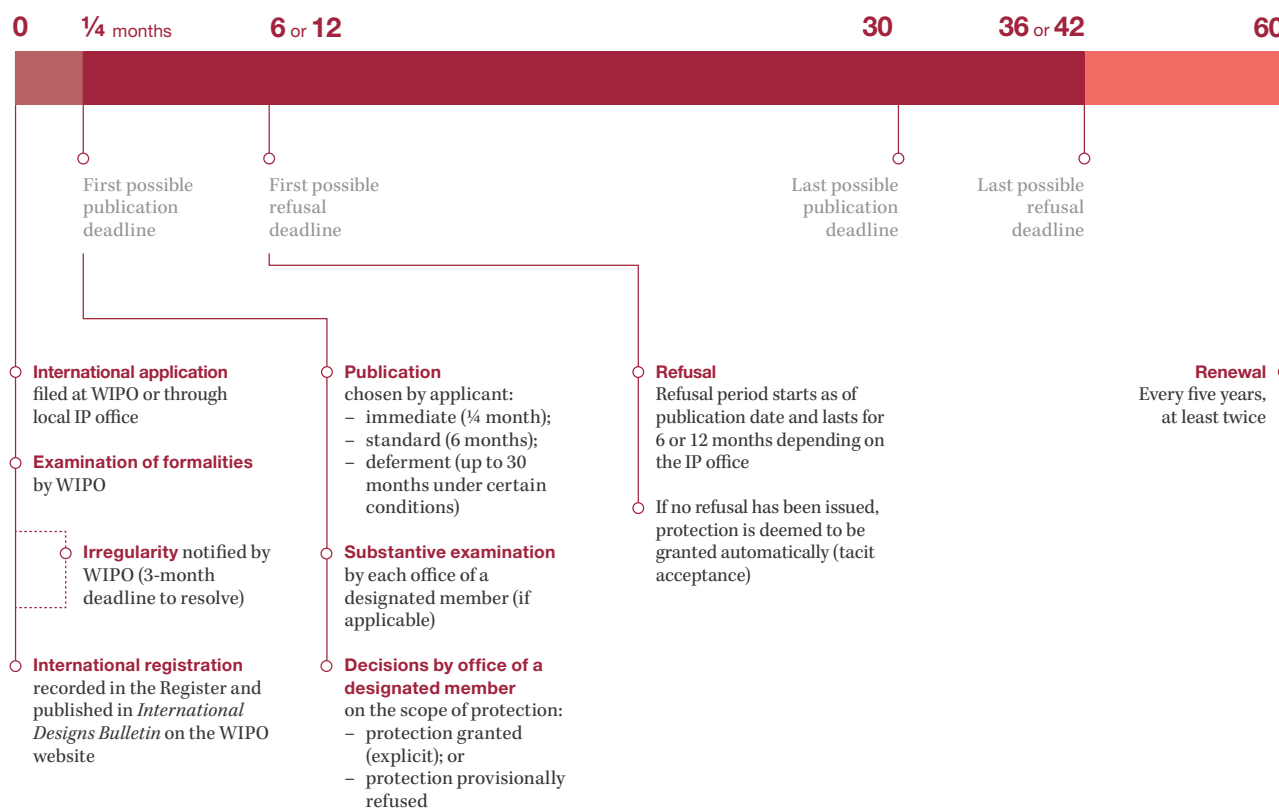 0 ¼ months 6 or 12 30 36 or 42 60
First possible
publication
deadline
First possible
refusal
deadline
Last possible
publication
deadline
Last possible
refusal
deadline
International application
filed at WIPO or through
local IP office
Examination of formalities
by WIPO
Irregularity notified by
WIPO (3-month
deadline to resolve)
International registration
recorded in the Register and
published in International
Designs Bulletin on the WIPO
website
Publication
chosen by applicant:
– immediate (¼ month);
– standard (6 months);
– deferment (up to 30
months under certain
conditions)
Substantive examination
by each office of a
designated member (if
applicable)
Decisions by office of a
designated member
on the scope of protection:
– protection granted
(explicit); or
– protection provisionally
refused
Refusal
Refusal period starts as of
publication date and lasts for
6 or 12 months depending on
the IP office
If no refusal has been issued,
protection is deemed to be
granted automatically (tacit
acceptance)
Renewal
Every five years,
at least twice